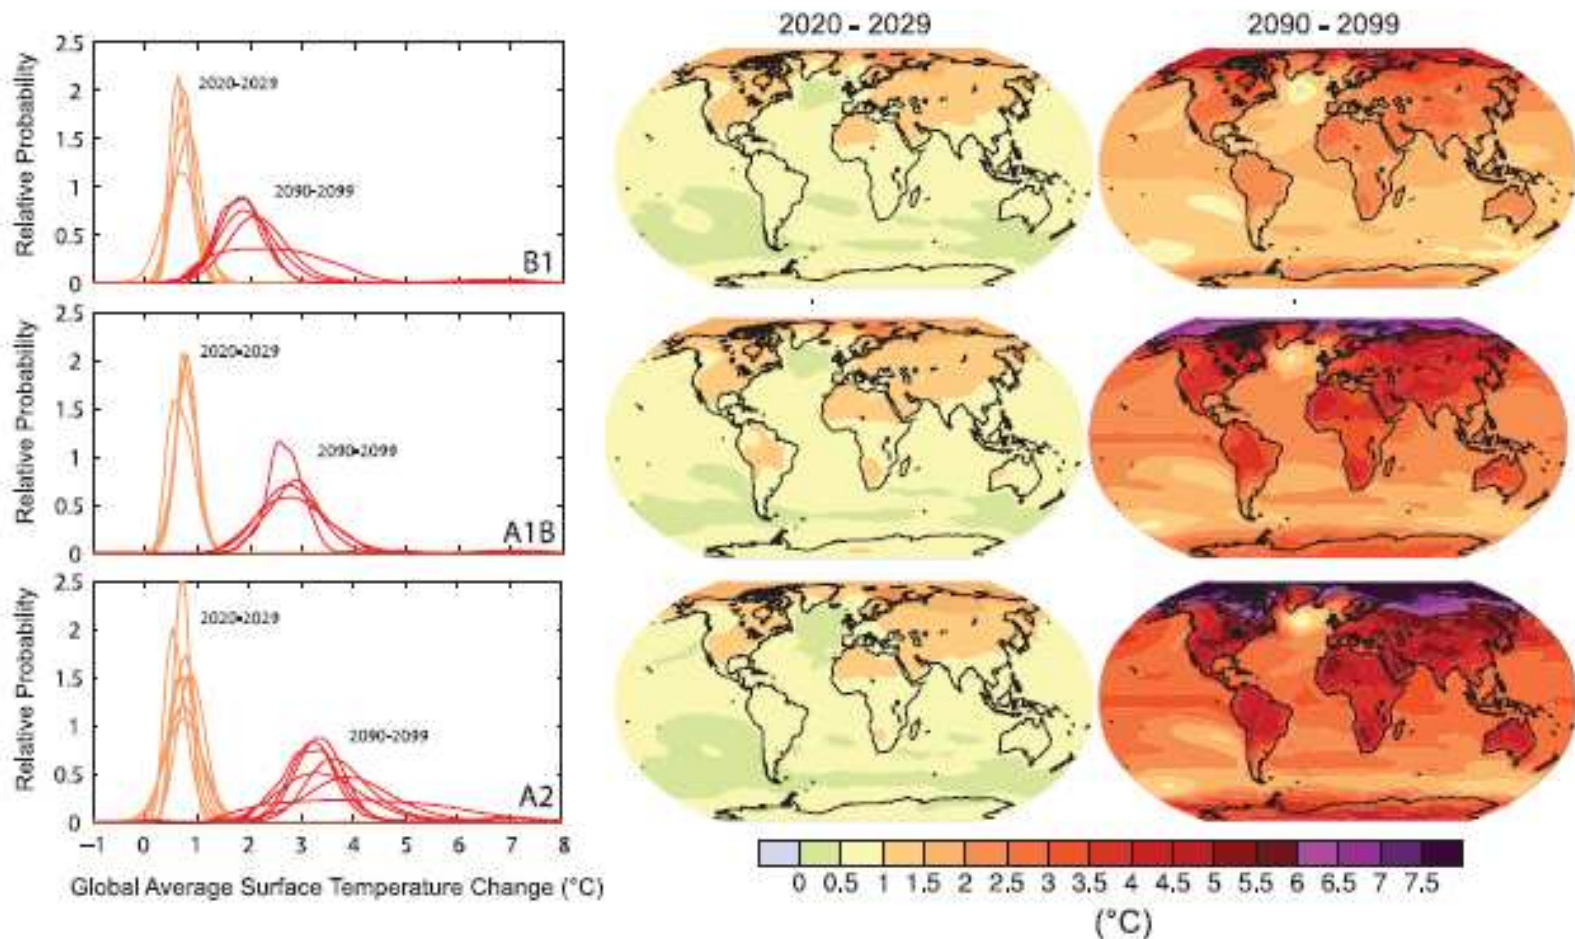 2020 - 2029
2090 - 2099
Relative Probability
2.5
2
1.5
1
0.5
0
2020-2029
2090-2099
B1
Relative Probability
2.5
2
1.5
1
0.5
0
2020-2029
2090-2099
A1B
Relative Probability
2.5
2
1.5
1
0.5
0
2020-2029
2090-2099
A2
−1 0 1 2 3 4 5 6 7 8
Global Average Surface Temperature Change (°C)
0 0.5 1 1.5 2 2.5 3 3.5 4 4.5 5 5.5 6 6.5 7 7.5
(°C)